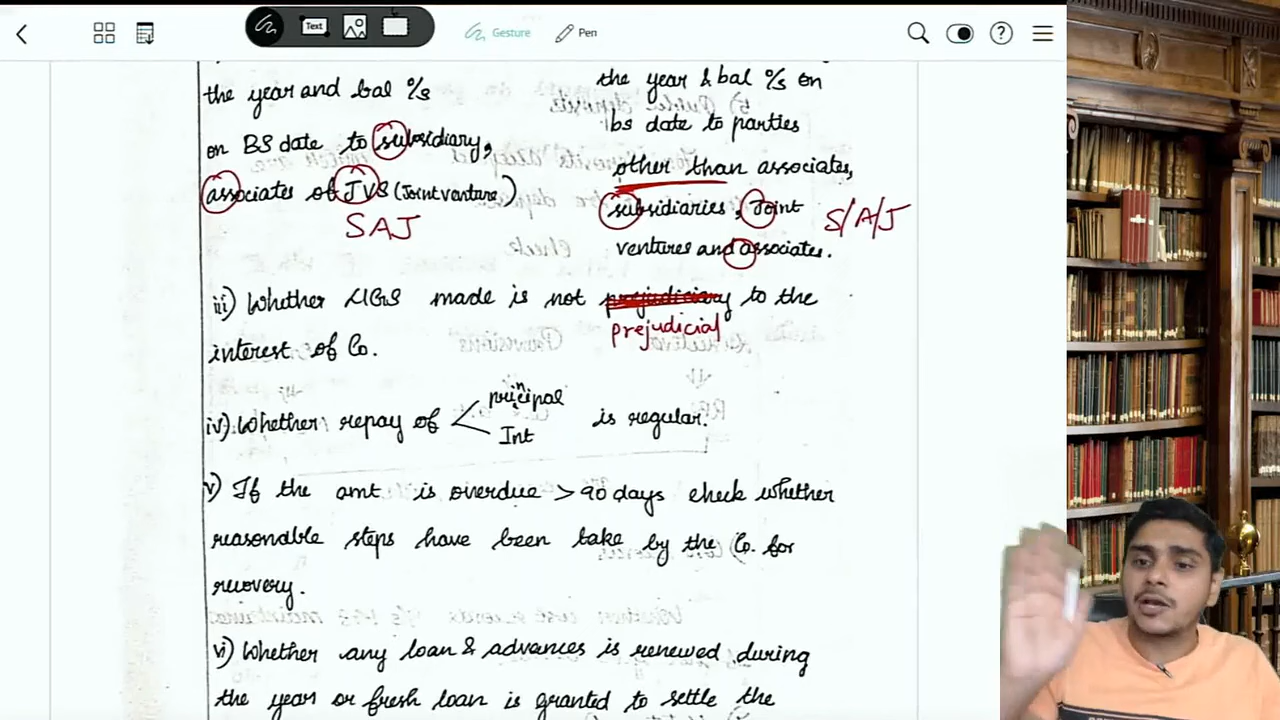 Text
Gesture
Pen
the year and bal o/s
on BS date to subsidiary,
associates of JVS (Joint venture)
SAJ
the year & bal o/s on
bs date to parties
other than associates,
subsidiaries, Joint
ventures and associates.
S/A/J
iii) Whether made is not prejudiciary to the
prejudicial
interest of Co.
iv) Whether repay of principal
Int
is regular.
v) If the amt is overdue > 90 days check whether
reasonable steps have been take by the Co. for
recovery.
vi) Whether any loan & advances is renewed during
the year or fresh loan is granted to settle the